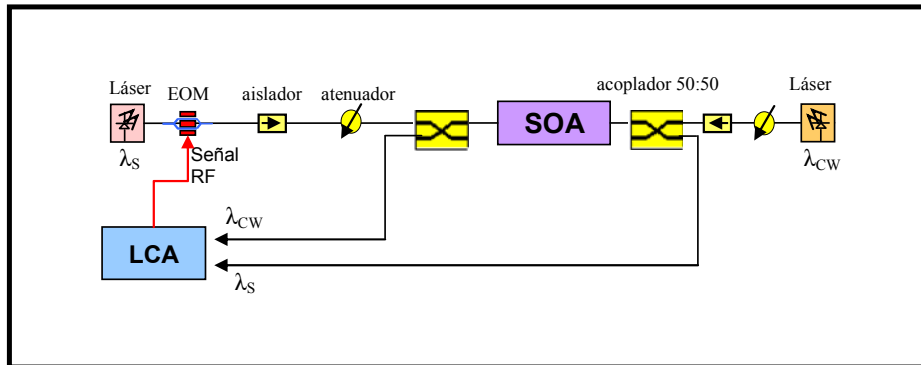 Láser EOM aislador atenuador SOA acoplador 50:50 Láser
λS Señal RF λCW
λCW
LCA
λS